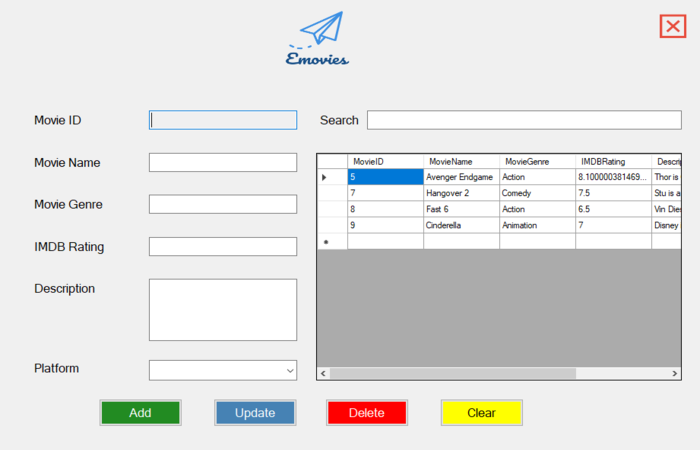 Emovies
Movie ID
Search
Movie Name
Movie Genre
IMDB Rating
Description
Platform
MovieID MovieName MovieGenre IMDBRating Descrip
5 Avenger Endgame Action 8.100000381469... Thor is
7 Hangover 2 Comedy 7.5 Stu is a
8 Fast 6 Action 6.5 Vin Dies
9 Cinderella Animation 7 Disney
Add Update Delete Clear